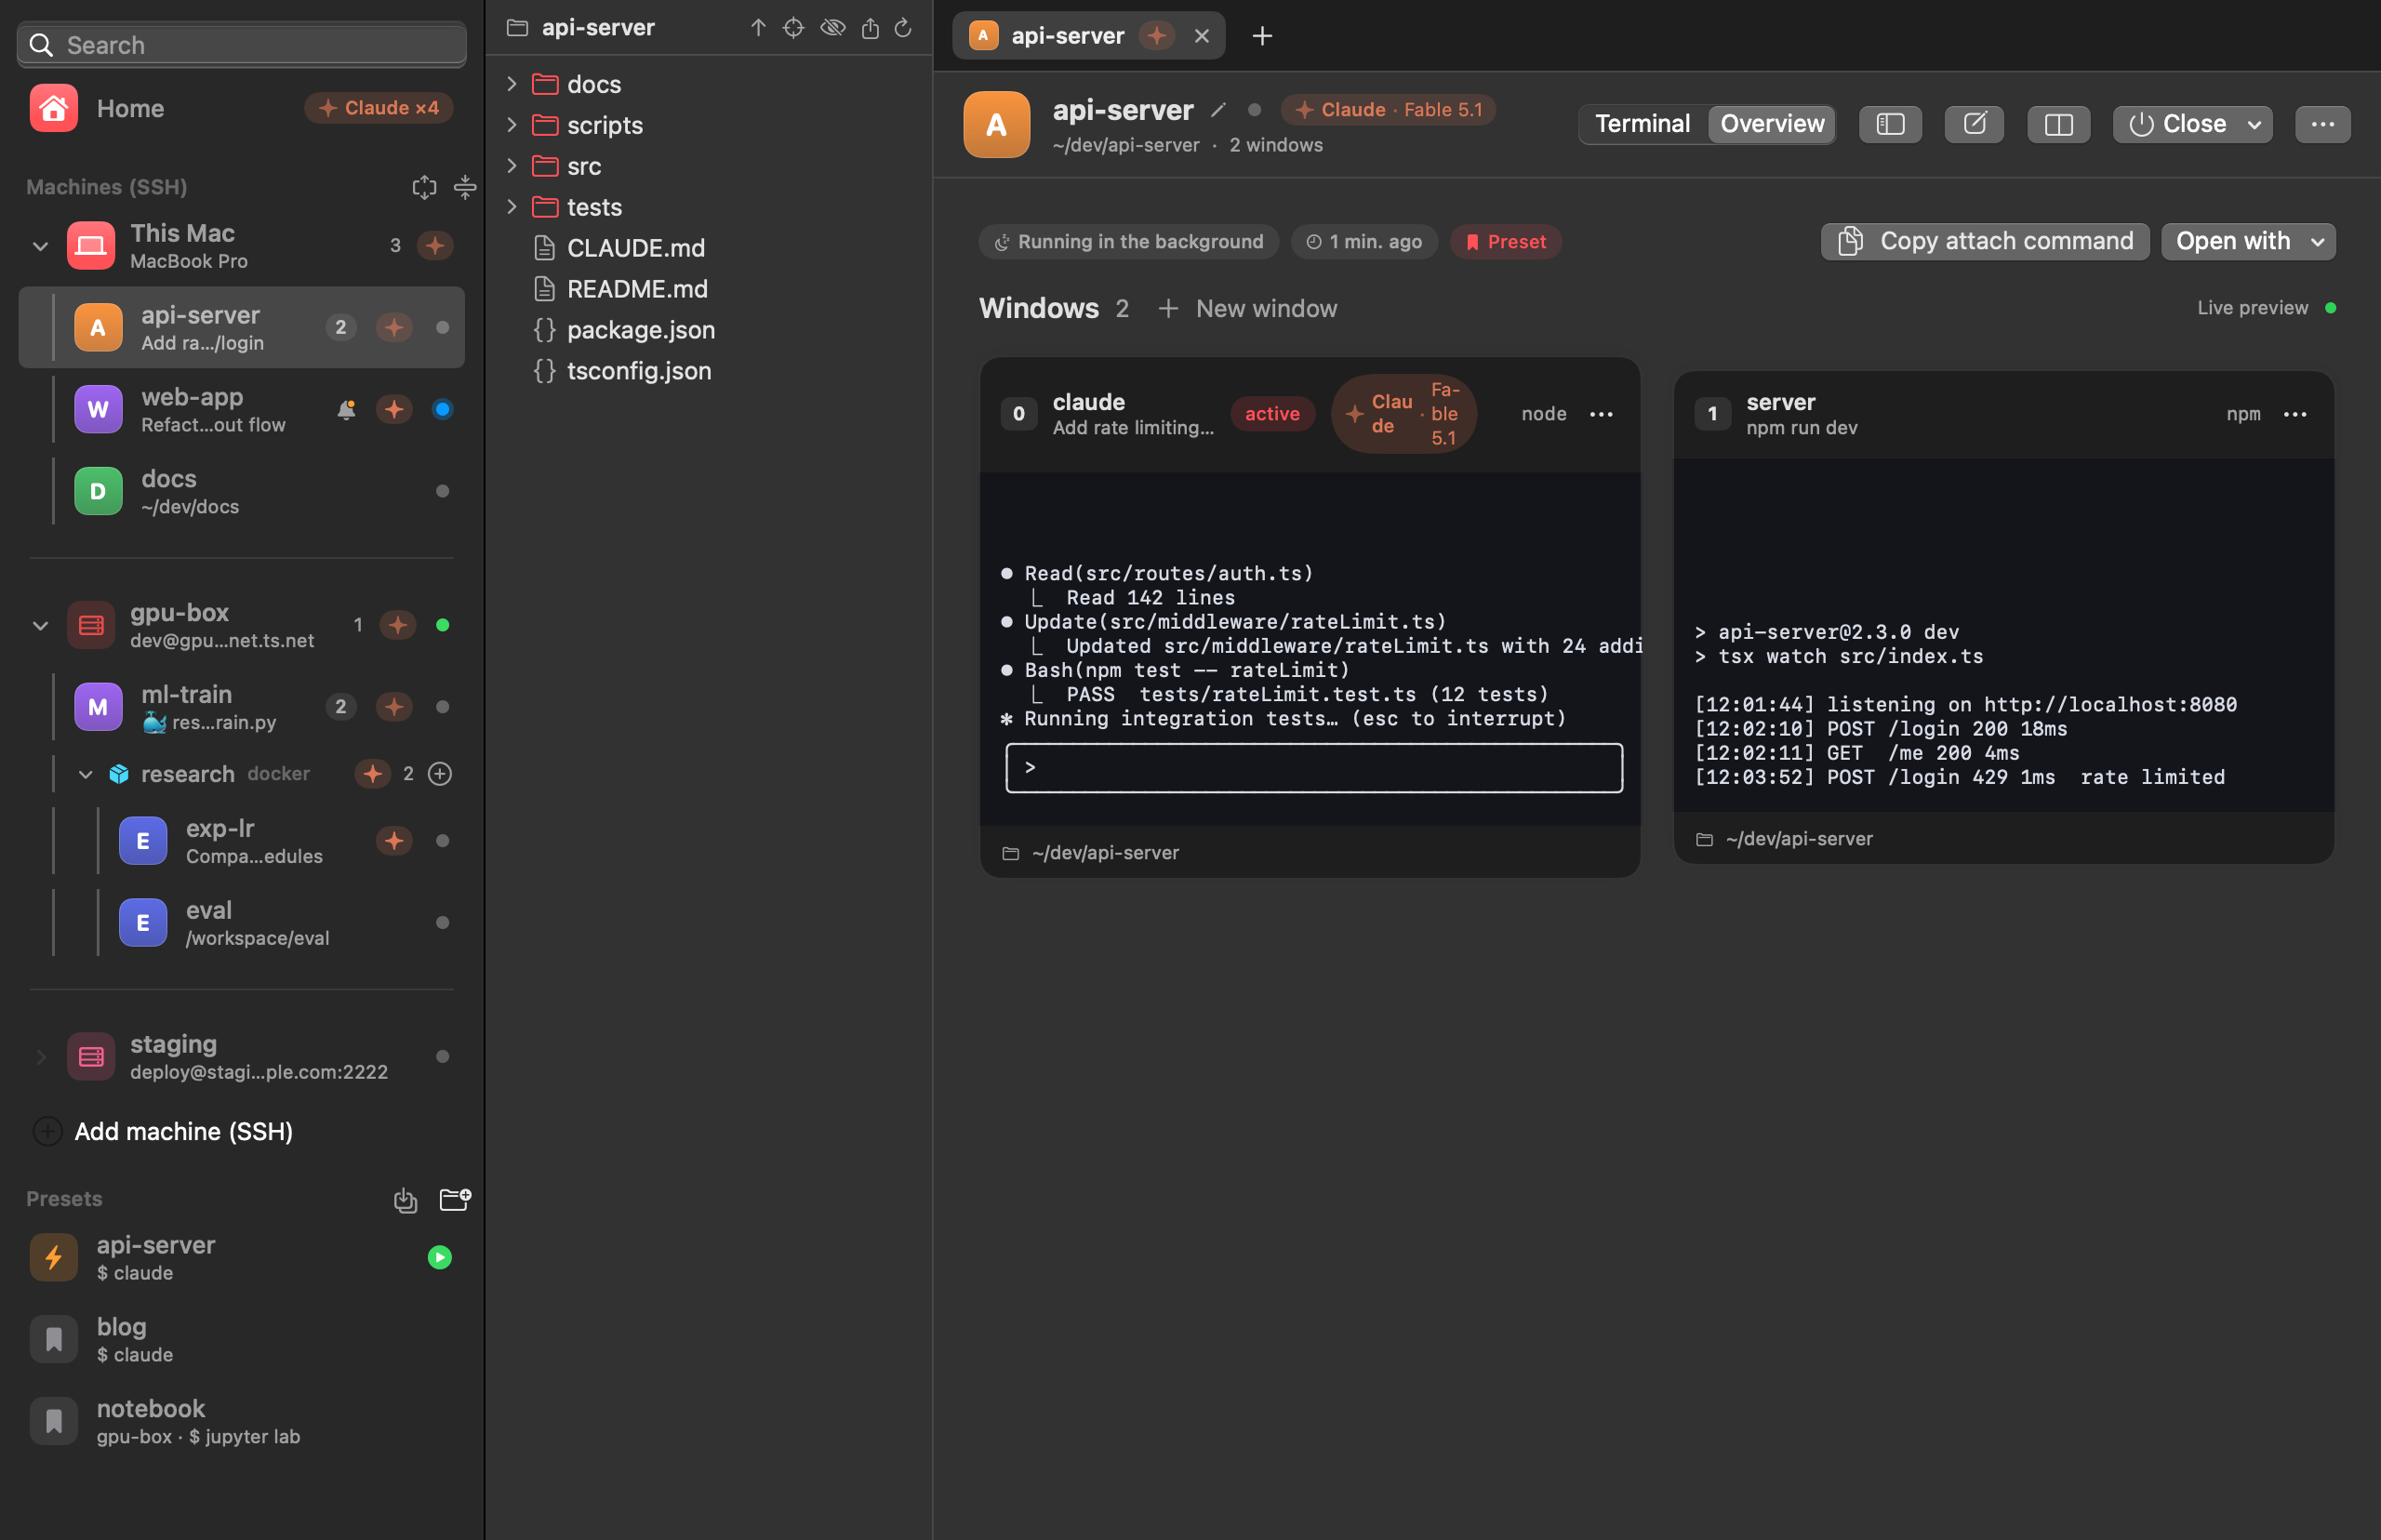 Search
Home
Claude ×4
Machines (SSH)
This Mac
MacBook Pro
3
A
api-server
Add ra.../login
2
W
web-app
Refact...out flow
D
docs
~/dev/docs
gpu-box
dev@gpu...net.ts.net
1
M
ml-train
res...rain.py
2
research docker
2
E
exp-lr
Compa...edules
E
eval
/workspace/eval
staging
deploy@stagi...ple.com:2222
Add machine (SSH)
Presets
api-server
$ claude
blog
$ claude
notebook
gpu-box · $ jupyter lab
api-server
docs
scripts
src
tests
CLAUDE.md
README.md
{} package.json
{} tsconfig.json
A api-server
A
api-server
Claude · Fable 5.1
~/dev/api-server · 2 windows
Terminal
Overview
Close
Running in the background
1 min. ago
Preset
Copy attach command
Open with
Windows 2 + New window
Live preview
0
claude
Add rate limiting...
active
Clau
de
·
Fa-
ble
5.1
node
● Read(src/routes/auth.ts)
⎿ Read 142 lines
● Update(src/middleware/rateLimit.ts)
⎿ Updated src/middleware/rateLimit.ts with 24 addi
● Bash(npm test -- rateLimit)
⎿ PASS tests/rateLimit.test.ts (12 tests)
✻ Running integration tests… (esc to interrupt)
>
~/dev/api-server
1
server
npm run dev
npm
> api-server@2.3.0 dev
> tsx watch src/index.ts
[12:01:44] listening on http://localhost:8080
[12:02:10] POST /login 200 18ms
[12:02:11] GET /me 200 4ms
[12:03:52] POST /login 429 1ms rate limited
~/dev/api-server